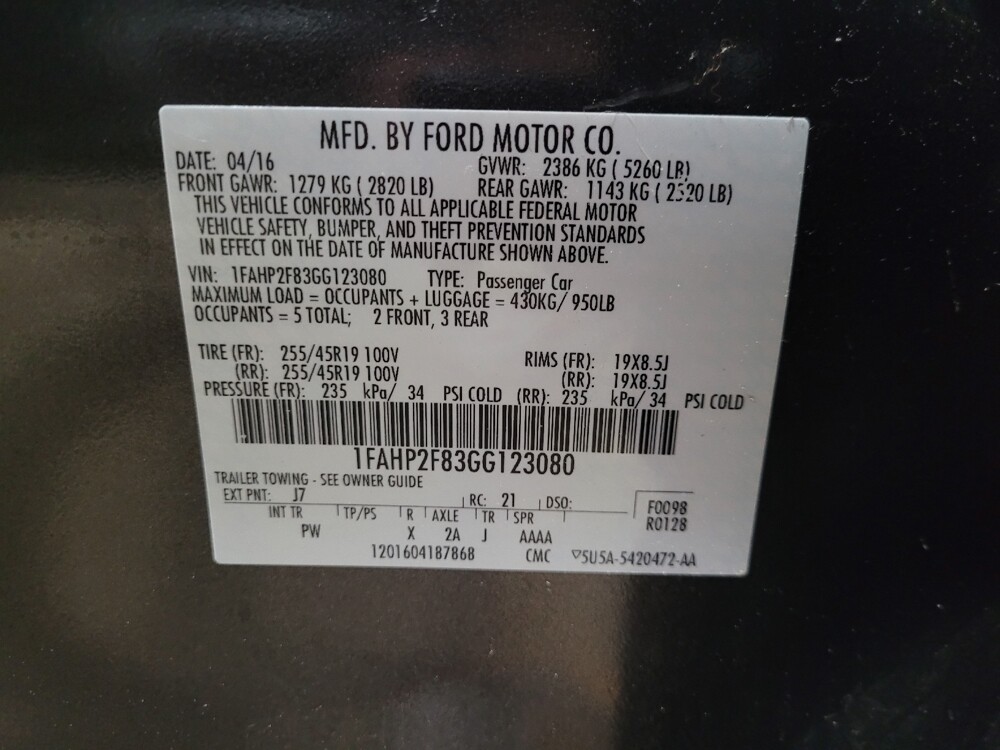 MFD. BY FORD MOTOR CO.
DATE: 04/16 GVWR: 2386 KG ( 5260 LB)
FRONT GAWR: 1279 KG ( 2820 LB) REAR GAWR: 1143 KG ( 2520 LB)
THIS VEHICLE CONFORMS TO ALL APPLICABLE FEDERAL MOTOR
VEHICLE SAFETY, BUMPER, AND THEFT PREVENTION STANDARDS
IN EFFECT ON THE DATE OF MANUFACTURE SHOWN ABOVE.
VIN: 1FAHP2F83GG123080 TYPE: Passenger Car
MAXIMUM LOAD = OCCUPANTS + LUGGAGE = 430KG/ 950LB
OCCUPANTS = 5 TOTAL; 2 FRONT, 3 REAR
TIRE (FR): 255/45R19 100V RIMS (FR): 19X8.5J
(RR): 255/45R19 100V (RR): 19X8.5J
PRESSURE (FR): 235 kPa/ 34 PSI COLD (RR): 235 kPa/ 34 PSI COLD
1FAHP2F83GG123080
TRAILER TOWING - SEE OWNER GUIDE
EXT PNT: J7 RC: 21 DSO: F0098
INT TR TP/PS R AXLE TR SPR R0128
PW X 2A J AAAA
1201604187868 CMC ▽5U5A-5420472-AA